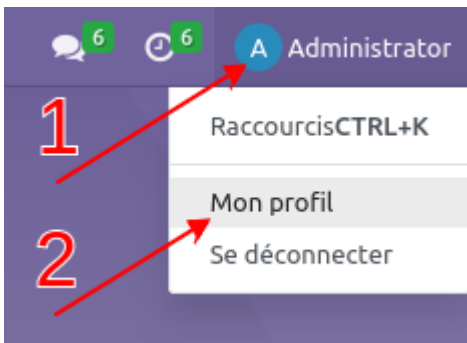 6 6 A Administrator
1
RaccourcisCTRL+K
Mon profil
2
Se déconnecter